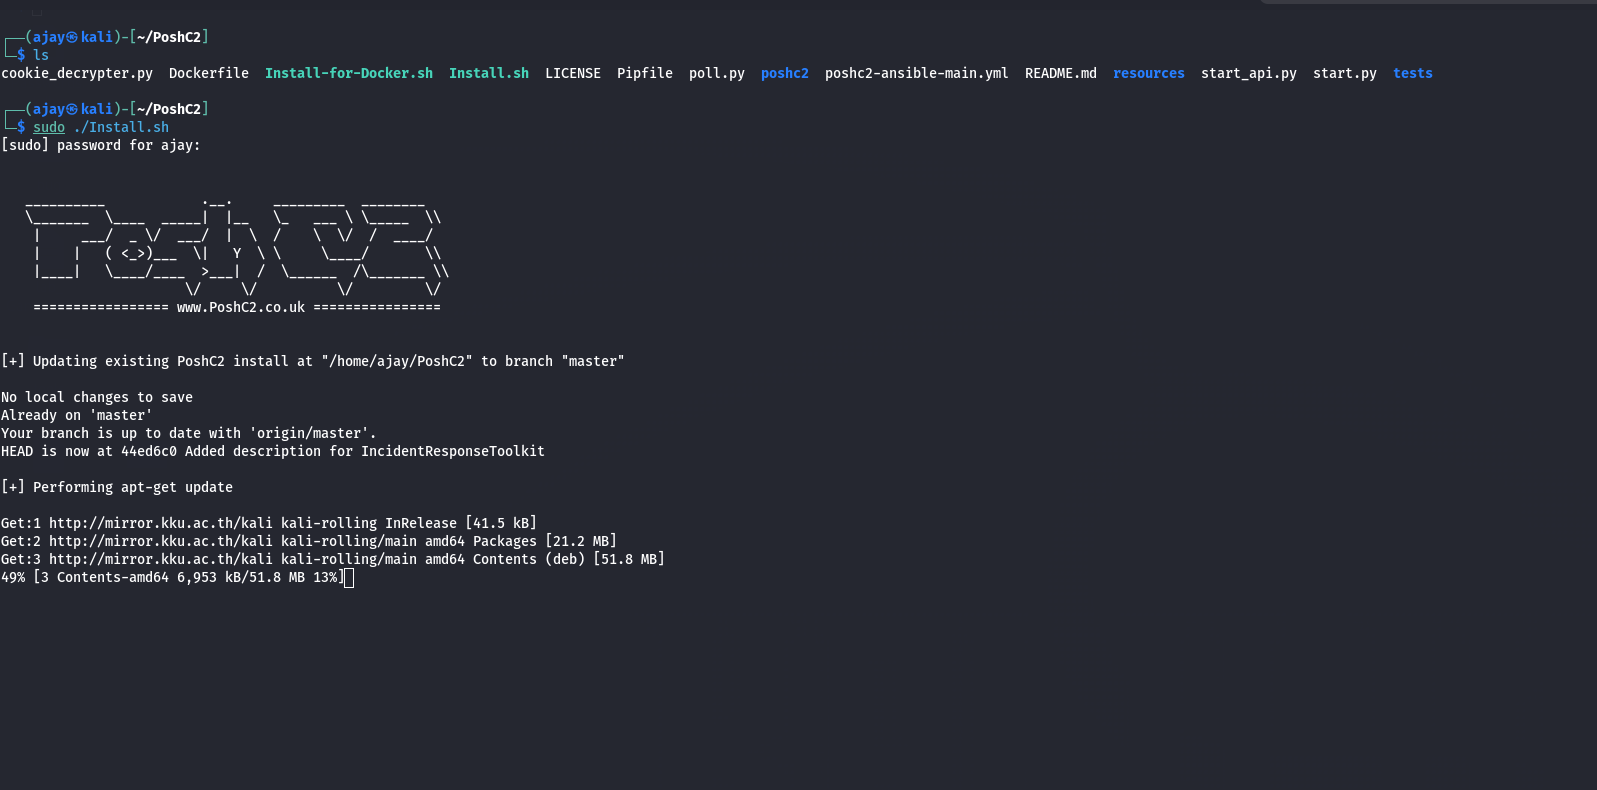 ┌──(ajay㉿kali)-[~/PoshC2]
└─$ ls
cookie_decrypter.py  Dockerfile  Install-for-Docker.sh  Install.sh  LICENSE  Pipfile  poll.py  poshc2  poshc2-ansible-main.yml  README.md  resources  start_api.py  start.py  tests
┌──(ajay㉿kali)-[~/PoshC2]
└─$ sudo ./Install.sh
[sudo] password for ajay:
   __________            .__.     _________  ________
   \_______  \____  _____|  |__   \_   ___ \ \_____  \\
    |     ___/  _ \/  ___/  |  \  /    \  \/  /  ____/
    |    |   ( <_>)___  \|   Y  \ \     \____/       \\
    |____|   \____/____  >___|  /  \______  /\_______ \\
                       \/     \/          \/         \/
    ================= www.PoshC2.co.uk ================
[+] Updating existing PoshC2 install at "/home/ajay/PoshC2" to branch "master"
No local changes to save
Already on 'master'
Your branch is up to date with 'origin/master'.
HEAD is now at 44ed6c0 Added description for IncidentResponseToolkit
[+] Performing apt-get update
Get:1 http://mirror.kku.ac.th/kali kali-rolling InRelease [41.5 kB]
Get:2 http://mirror.kku.ac.th/kali kali-rolling/main amd64 Packages [21.2 MB]
Get:3 http://mirror.kku.ac.th/kali kali-rolling/main amd64 Contents (deb) [51.8 MB]
49% [3 Contents-amd64 6,953 kB/51.8 MB 13%]